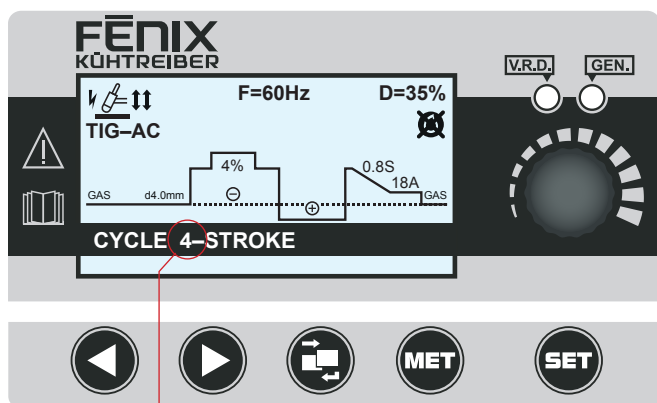 FĒNIX
KÜHTREIBER
V.R.D. GEN.
F=60Hz D=35%
TIG–AC
4% 0.8S
18A
GAS d4.0mm GAS
CYCLE 4–STROKE
MET SET